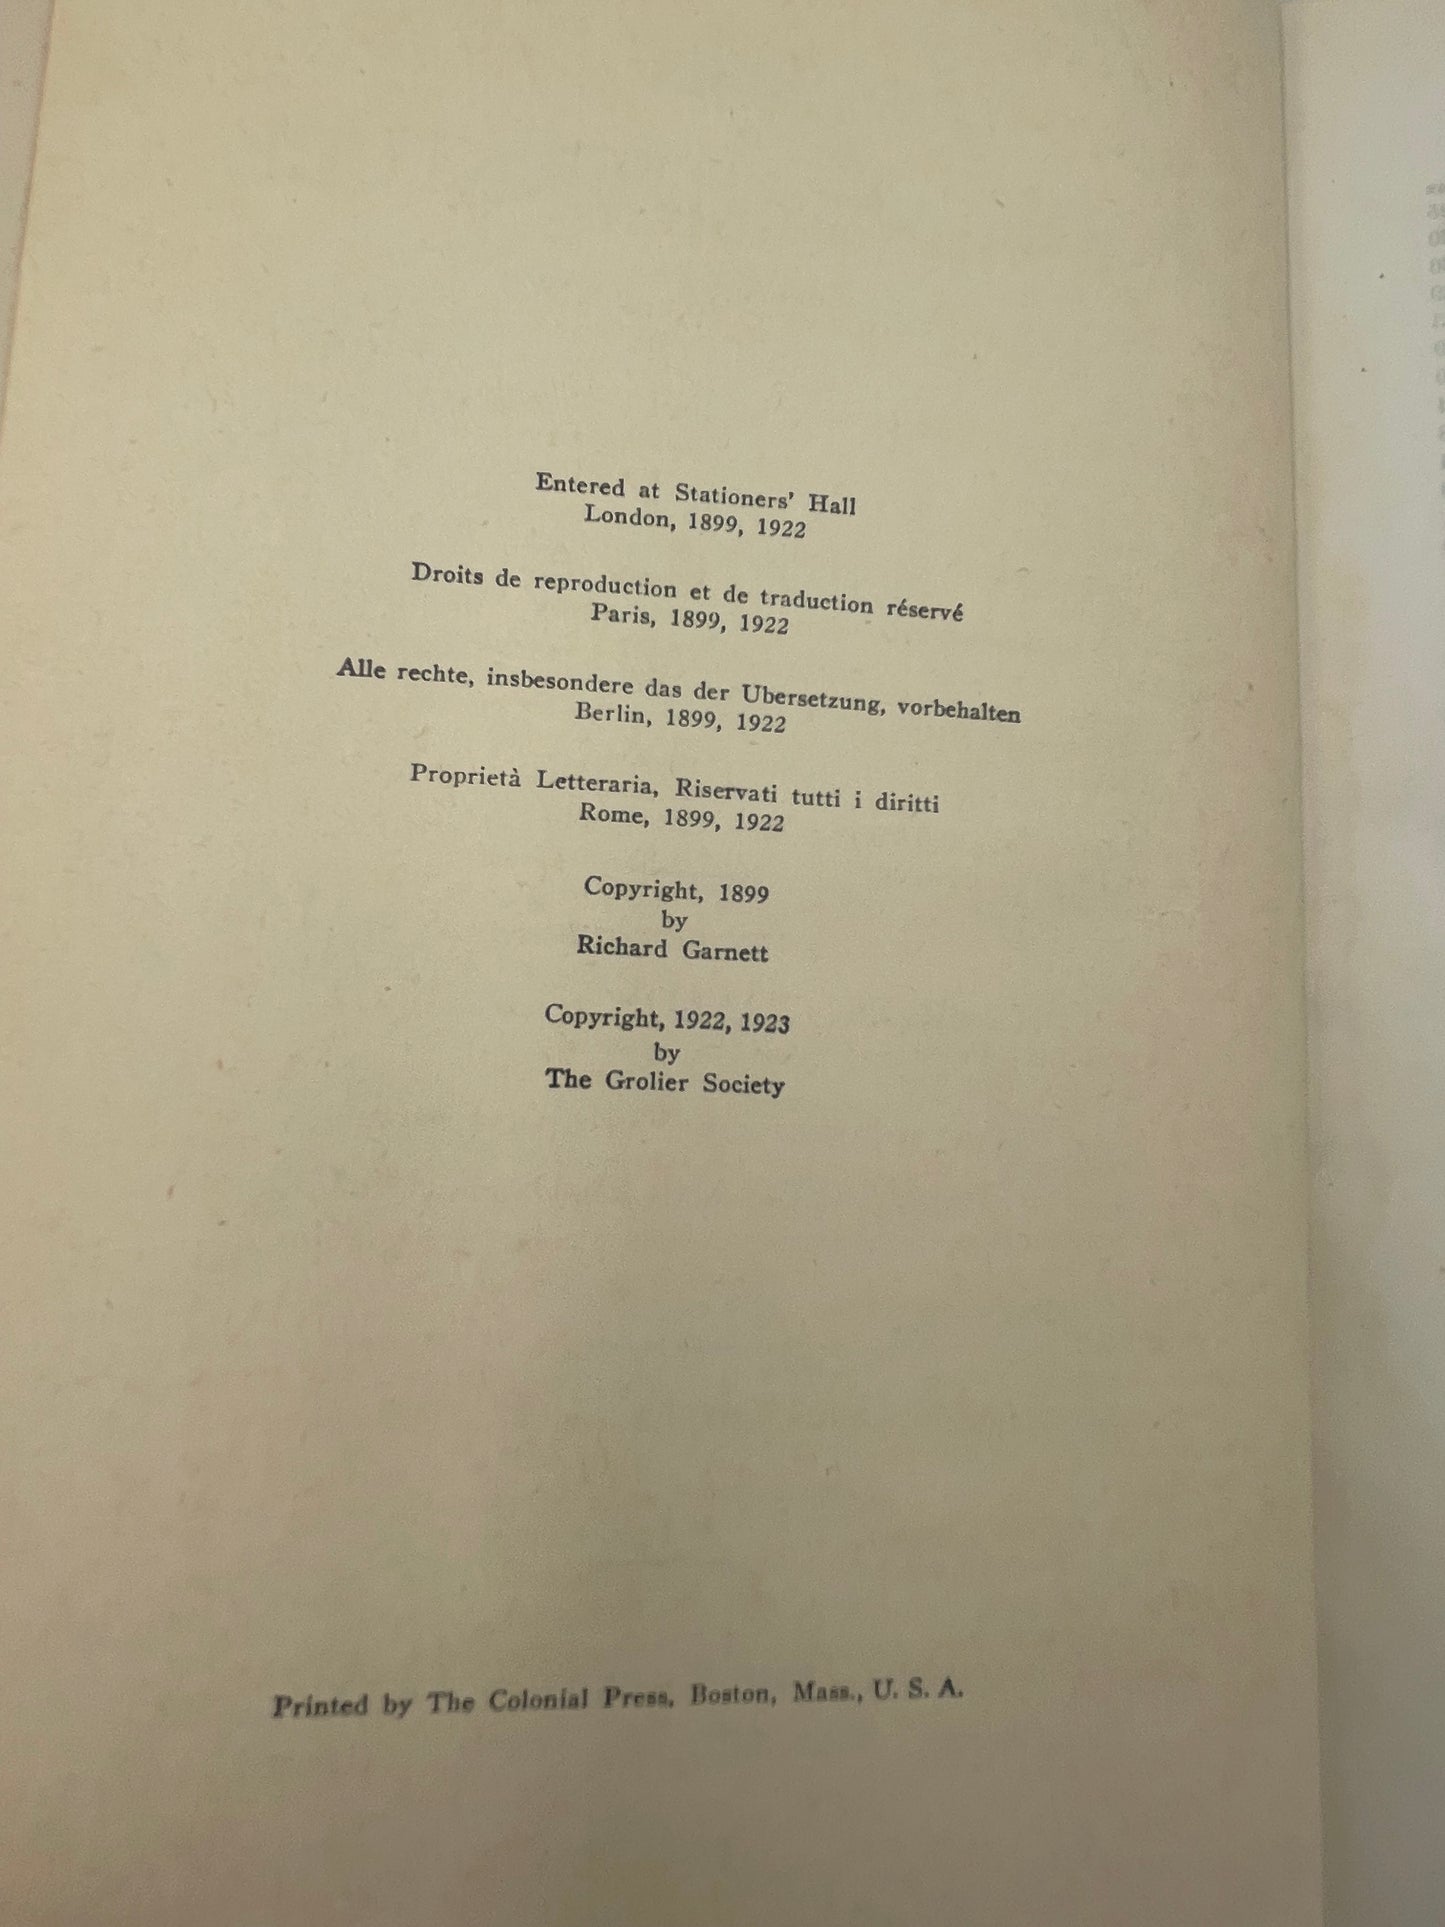 Entered at Stationers' Hall
London, 1899, 1922
Droits de reproduction et de traduction réservé
Paris, 1899, 1922
Alle rechte, insbesondere das der Ubersetzung, vorbehalten
Berlin, 1899, 1922
Proprietà Letteraria, Riservati tutti i diritti
Rome, 1899, 1922
Copyright, 1899
by
Richard Garnett
Copyright, 1922, 1923
by
The Grolier Society
Printed by The Colonial Press, Boston, Mass., U. S. A.